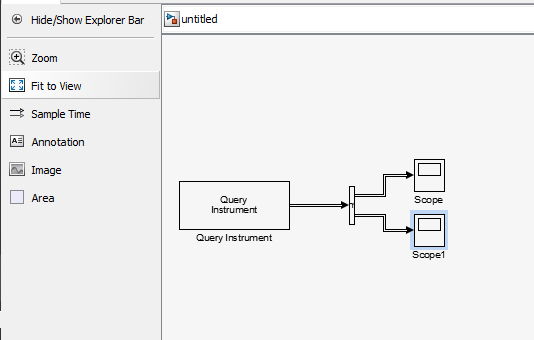 Hide/Show Explorer Bar
untitled
Zoom
Fit to View
Sample Time
Annotation
Image
Area
Query
Instrument
Query Instrument
Scope
Scope1